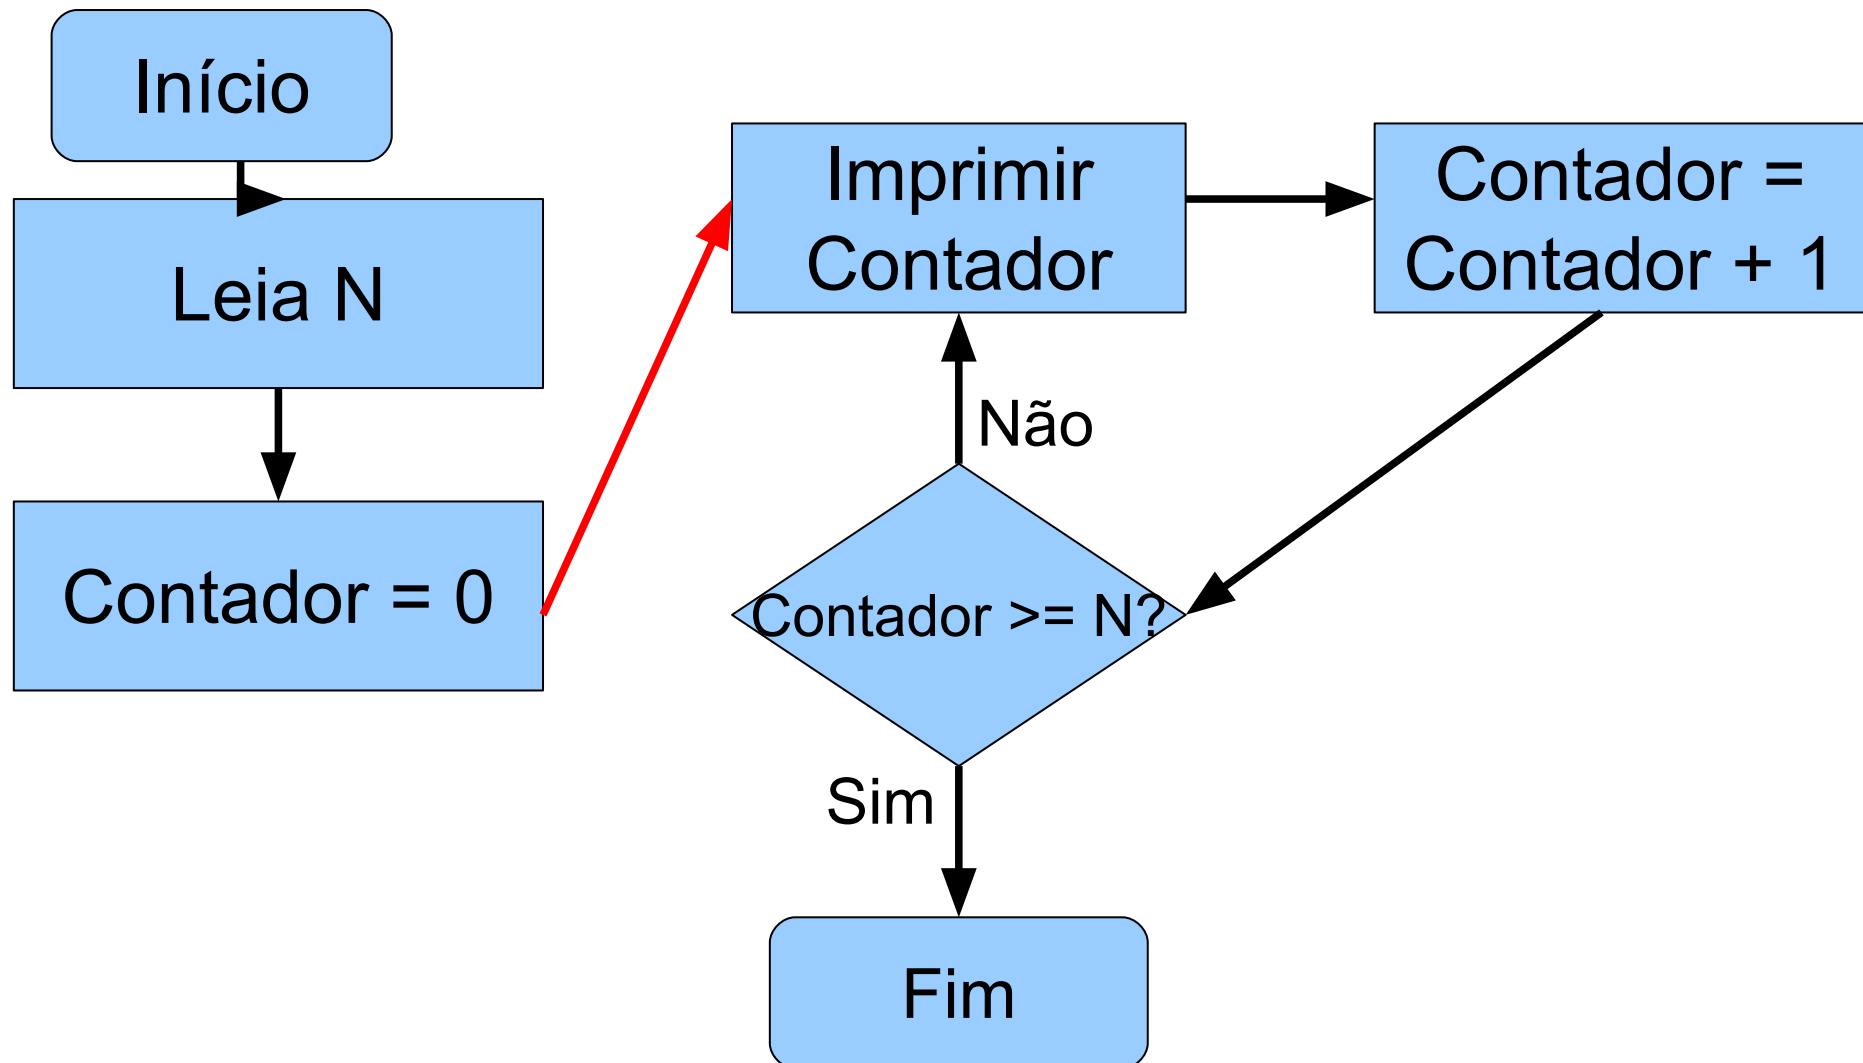 Início
Leia N
Contador = 0
Imprimir
Contador
Contador =
Contador + 1
Não
Contador >= N?
Sim
Fim